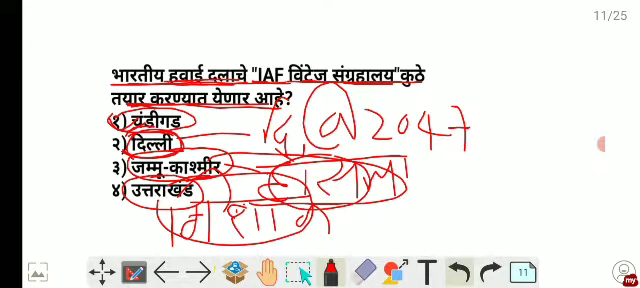 11/25
भारतीय हवाई दलाचे "IAF विंटेज संग्रहालय"कुठे
तयार करण्यात येणार आहे?
१) चंडीगड
२) दिल्ली
2047
३) जम्मू-काश्मीर
४) उत्तराखंड
T
11
my